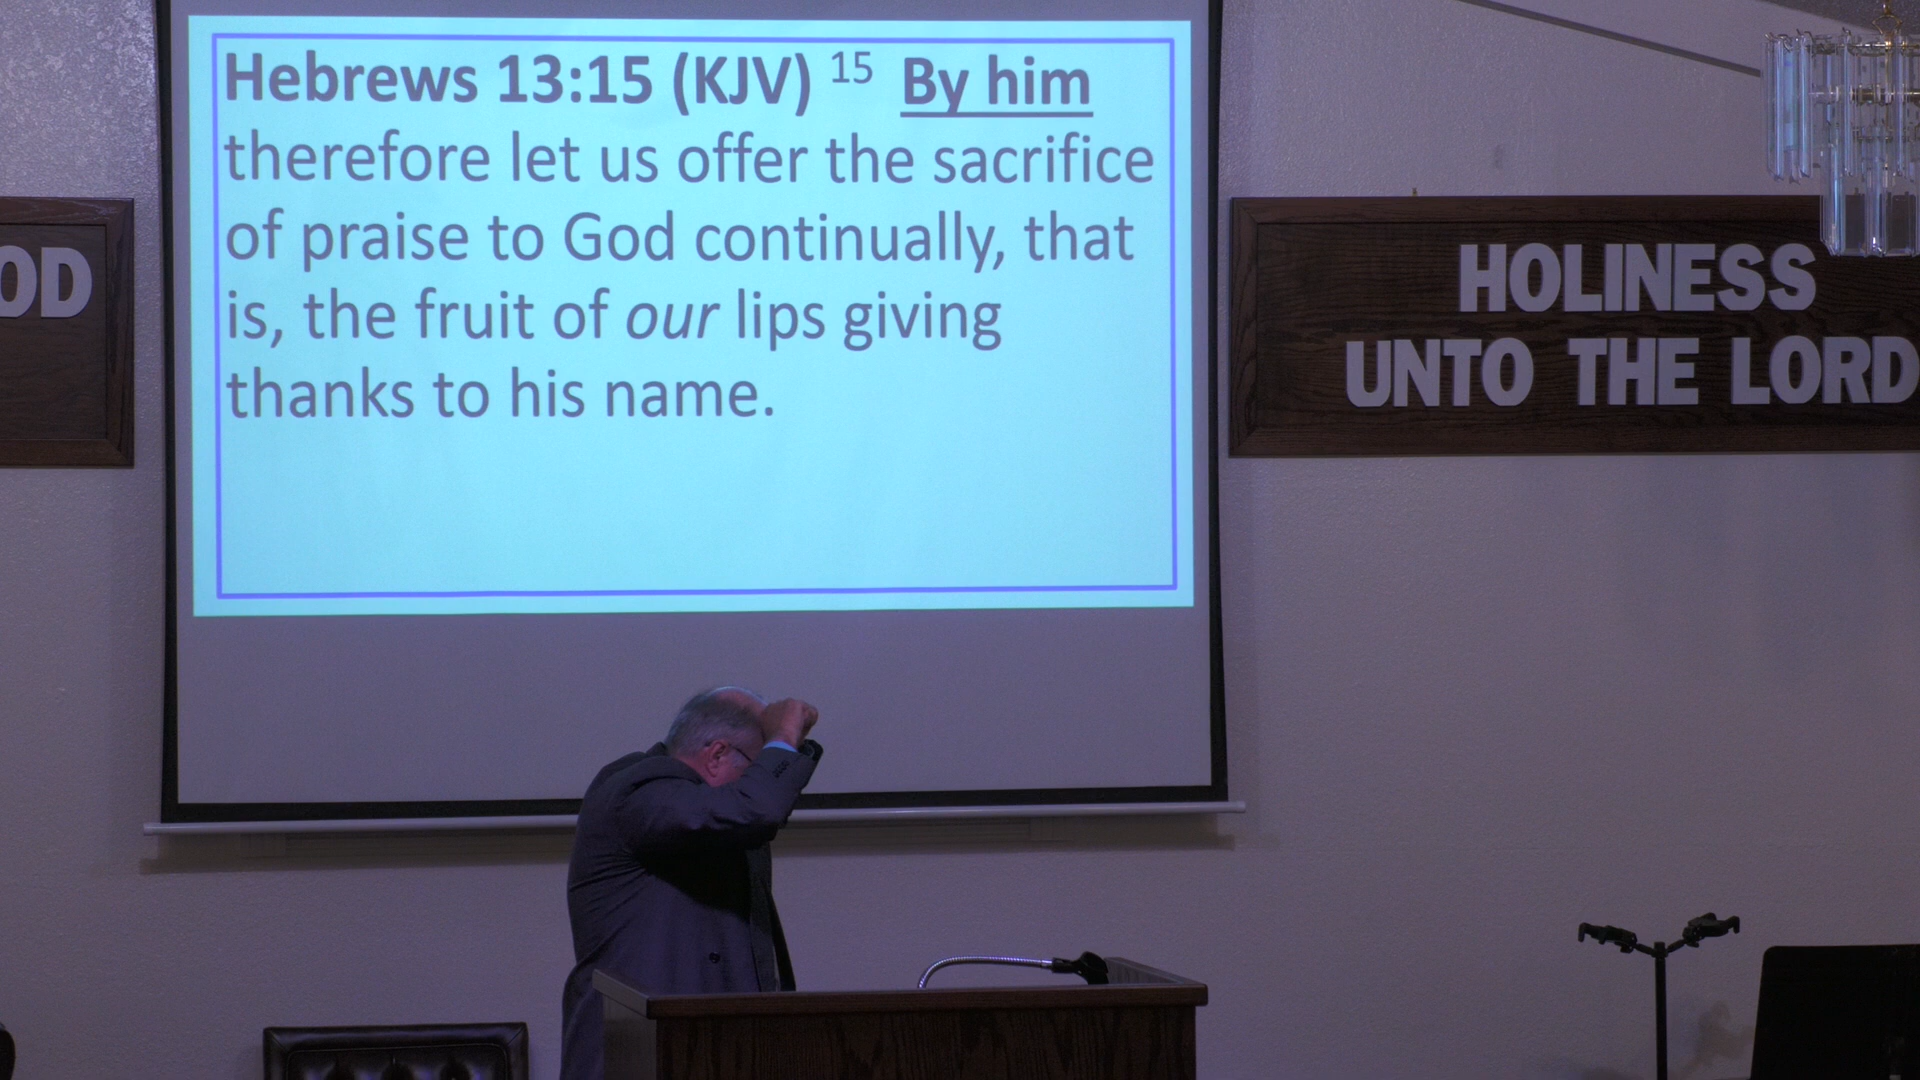 Hebrews 13:15 (KJV) 15 By him
therefore let us offer the sacrifice
of praise to God continually, that
is, the fruit of our lips giving
thanks to his name.
OD
HOLINESS
UNTO THE LORD